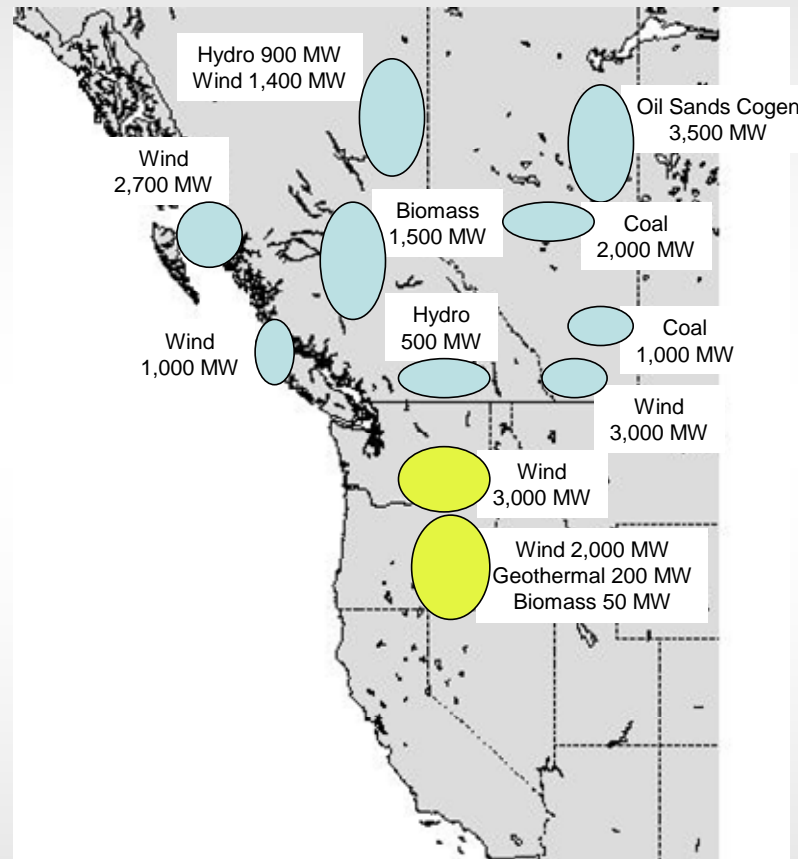 Hydro 900 MW
Wind 1,400 MW
Oil Sands Cogen
3,500 MW
Wind
2,700 MW
Biomass
1,500 MW
Coal
2,000 MW
Hydro
500 MW
Wind
1,000 MW
Coal
1,000 MW
Wind
3,000 MW
Wind
3,000 MW
Wind 2,000 MW
Geothermal 200 MW
Biomass 50 MW